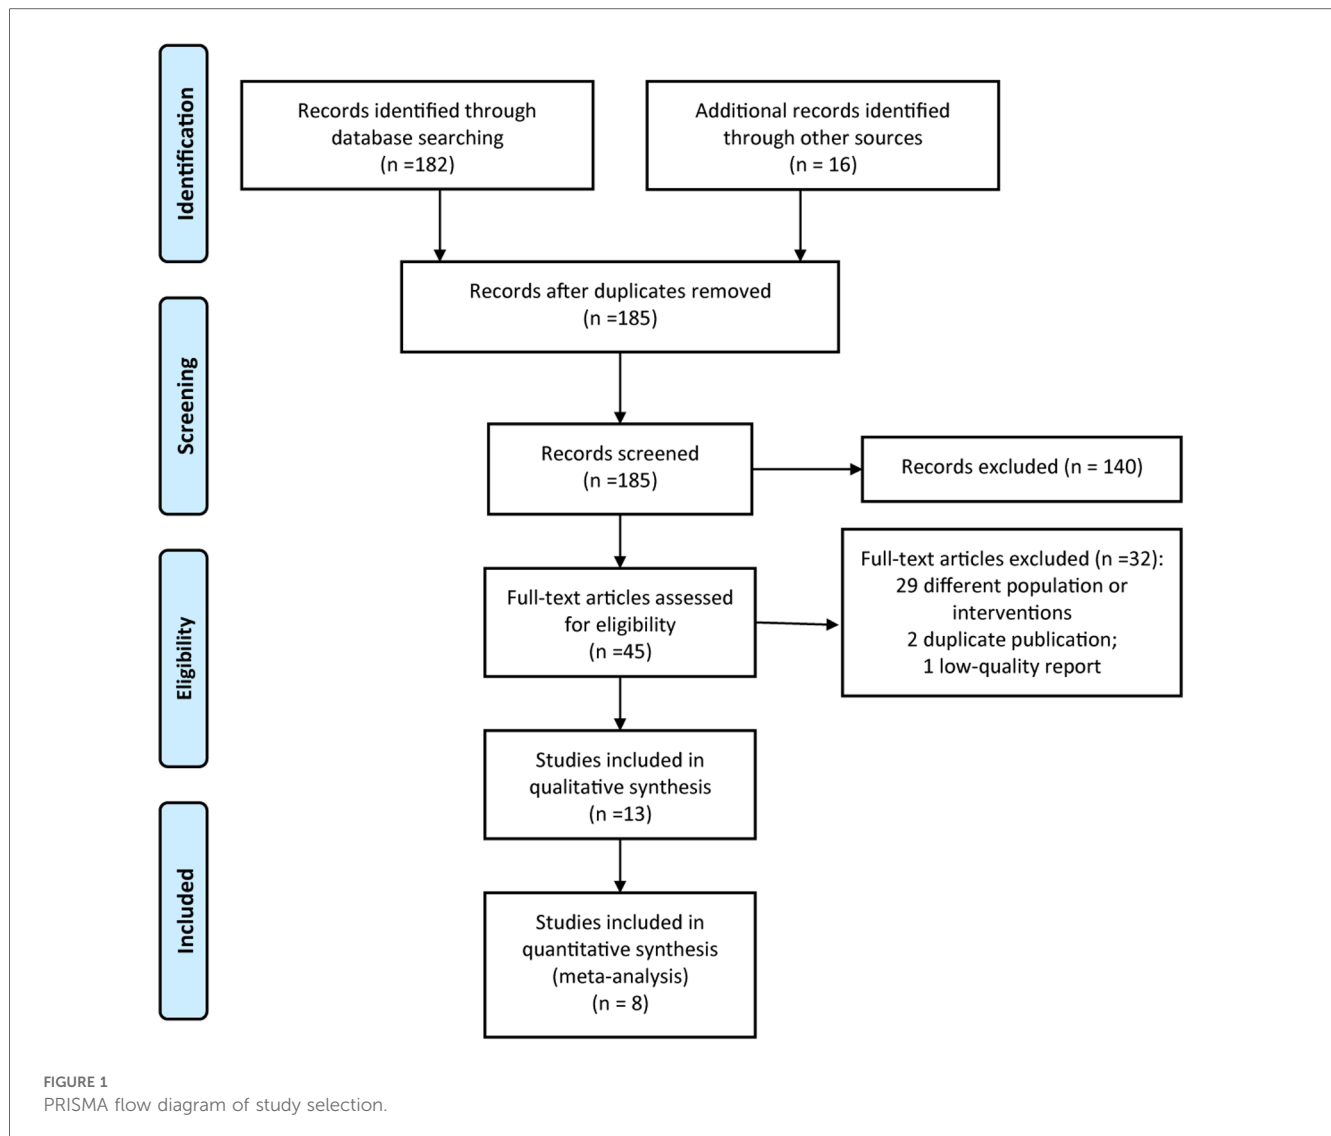 Identification
Records identified through
database searching
(n =182)
Additional records identified
through other sources
(n = 16)
Records after duplicates removed
(n =185)
Screening
Records screened
(n =185)
Records excluded (n = 140)
Eligibility
Full-text articles assessed
for eligibility
(n =45)
Full-text articles excluded (n =32):
29 different population or
interventions
2 duplicate publication;
1 low-quality report
Studies included in
qualitative synthesis
(n =13)
Included
Studies included in
quantitative synthesis
(meta-analysis)
(n = 8)
FIGURE 1
PRISMA flow diagram of study selection.